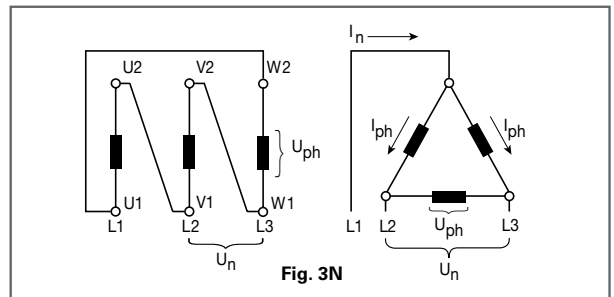 I n
U2 V2 W2
U ph
U1 V1 W1
L1 L2 L3
U n
I n
I ph I ph
L1 L2 L3
U ph
U n
Fig. 3N